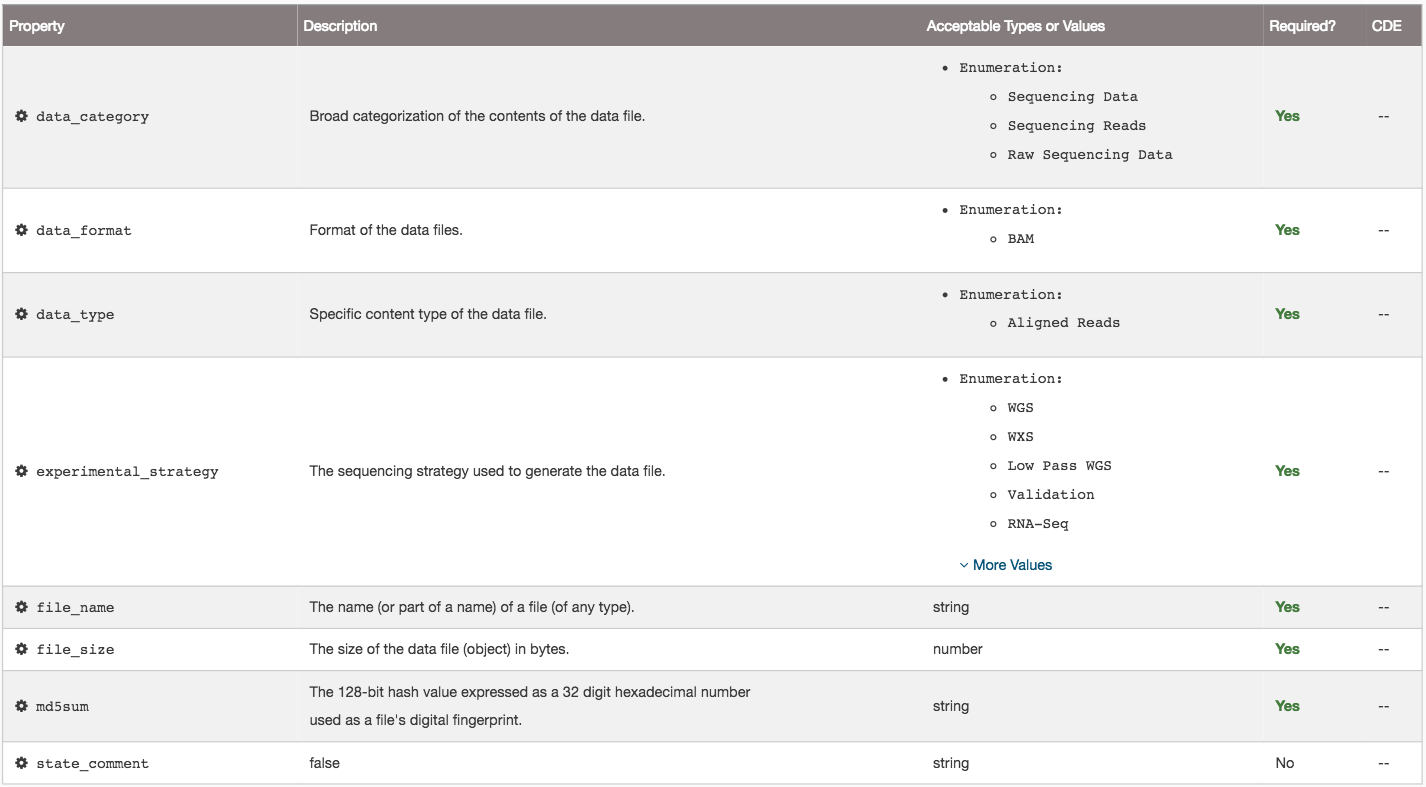 Property Description Acceptable Types or Values Required? CDE
• Enumeration:
○ Sequencing Data
data_category Broad categorization of the contents of the data file. Yes --
○ Sequencing Reads
○ Raw Sequencing Data
• Enumeration:
data_format Format of the data files. Yes --
○ BAM
• Enumeration:
data_type Specific content type of the data file. Yes --
○ Aligned Reads
• Enumeration:
○ WGS
○ WXS
○ Low Pass WGS
experimental_strategy The sequencing strategy used to generate the data file. Yes --
○ Validation
○ RNA-Seq
More Values
file_name The name (or part of a name) of a file (of any type). string Yes --
file_size The size of the data file (object) in bytes. number Yes --
The 128-bit hash value expressed as a 32 digit hexadecimal number
md5sum string Yes --
used as a file's digital fingerprint.
state_comment false string No --